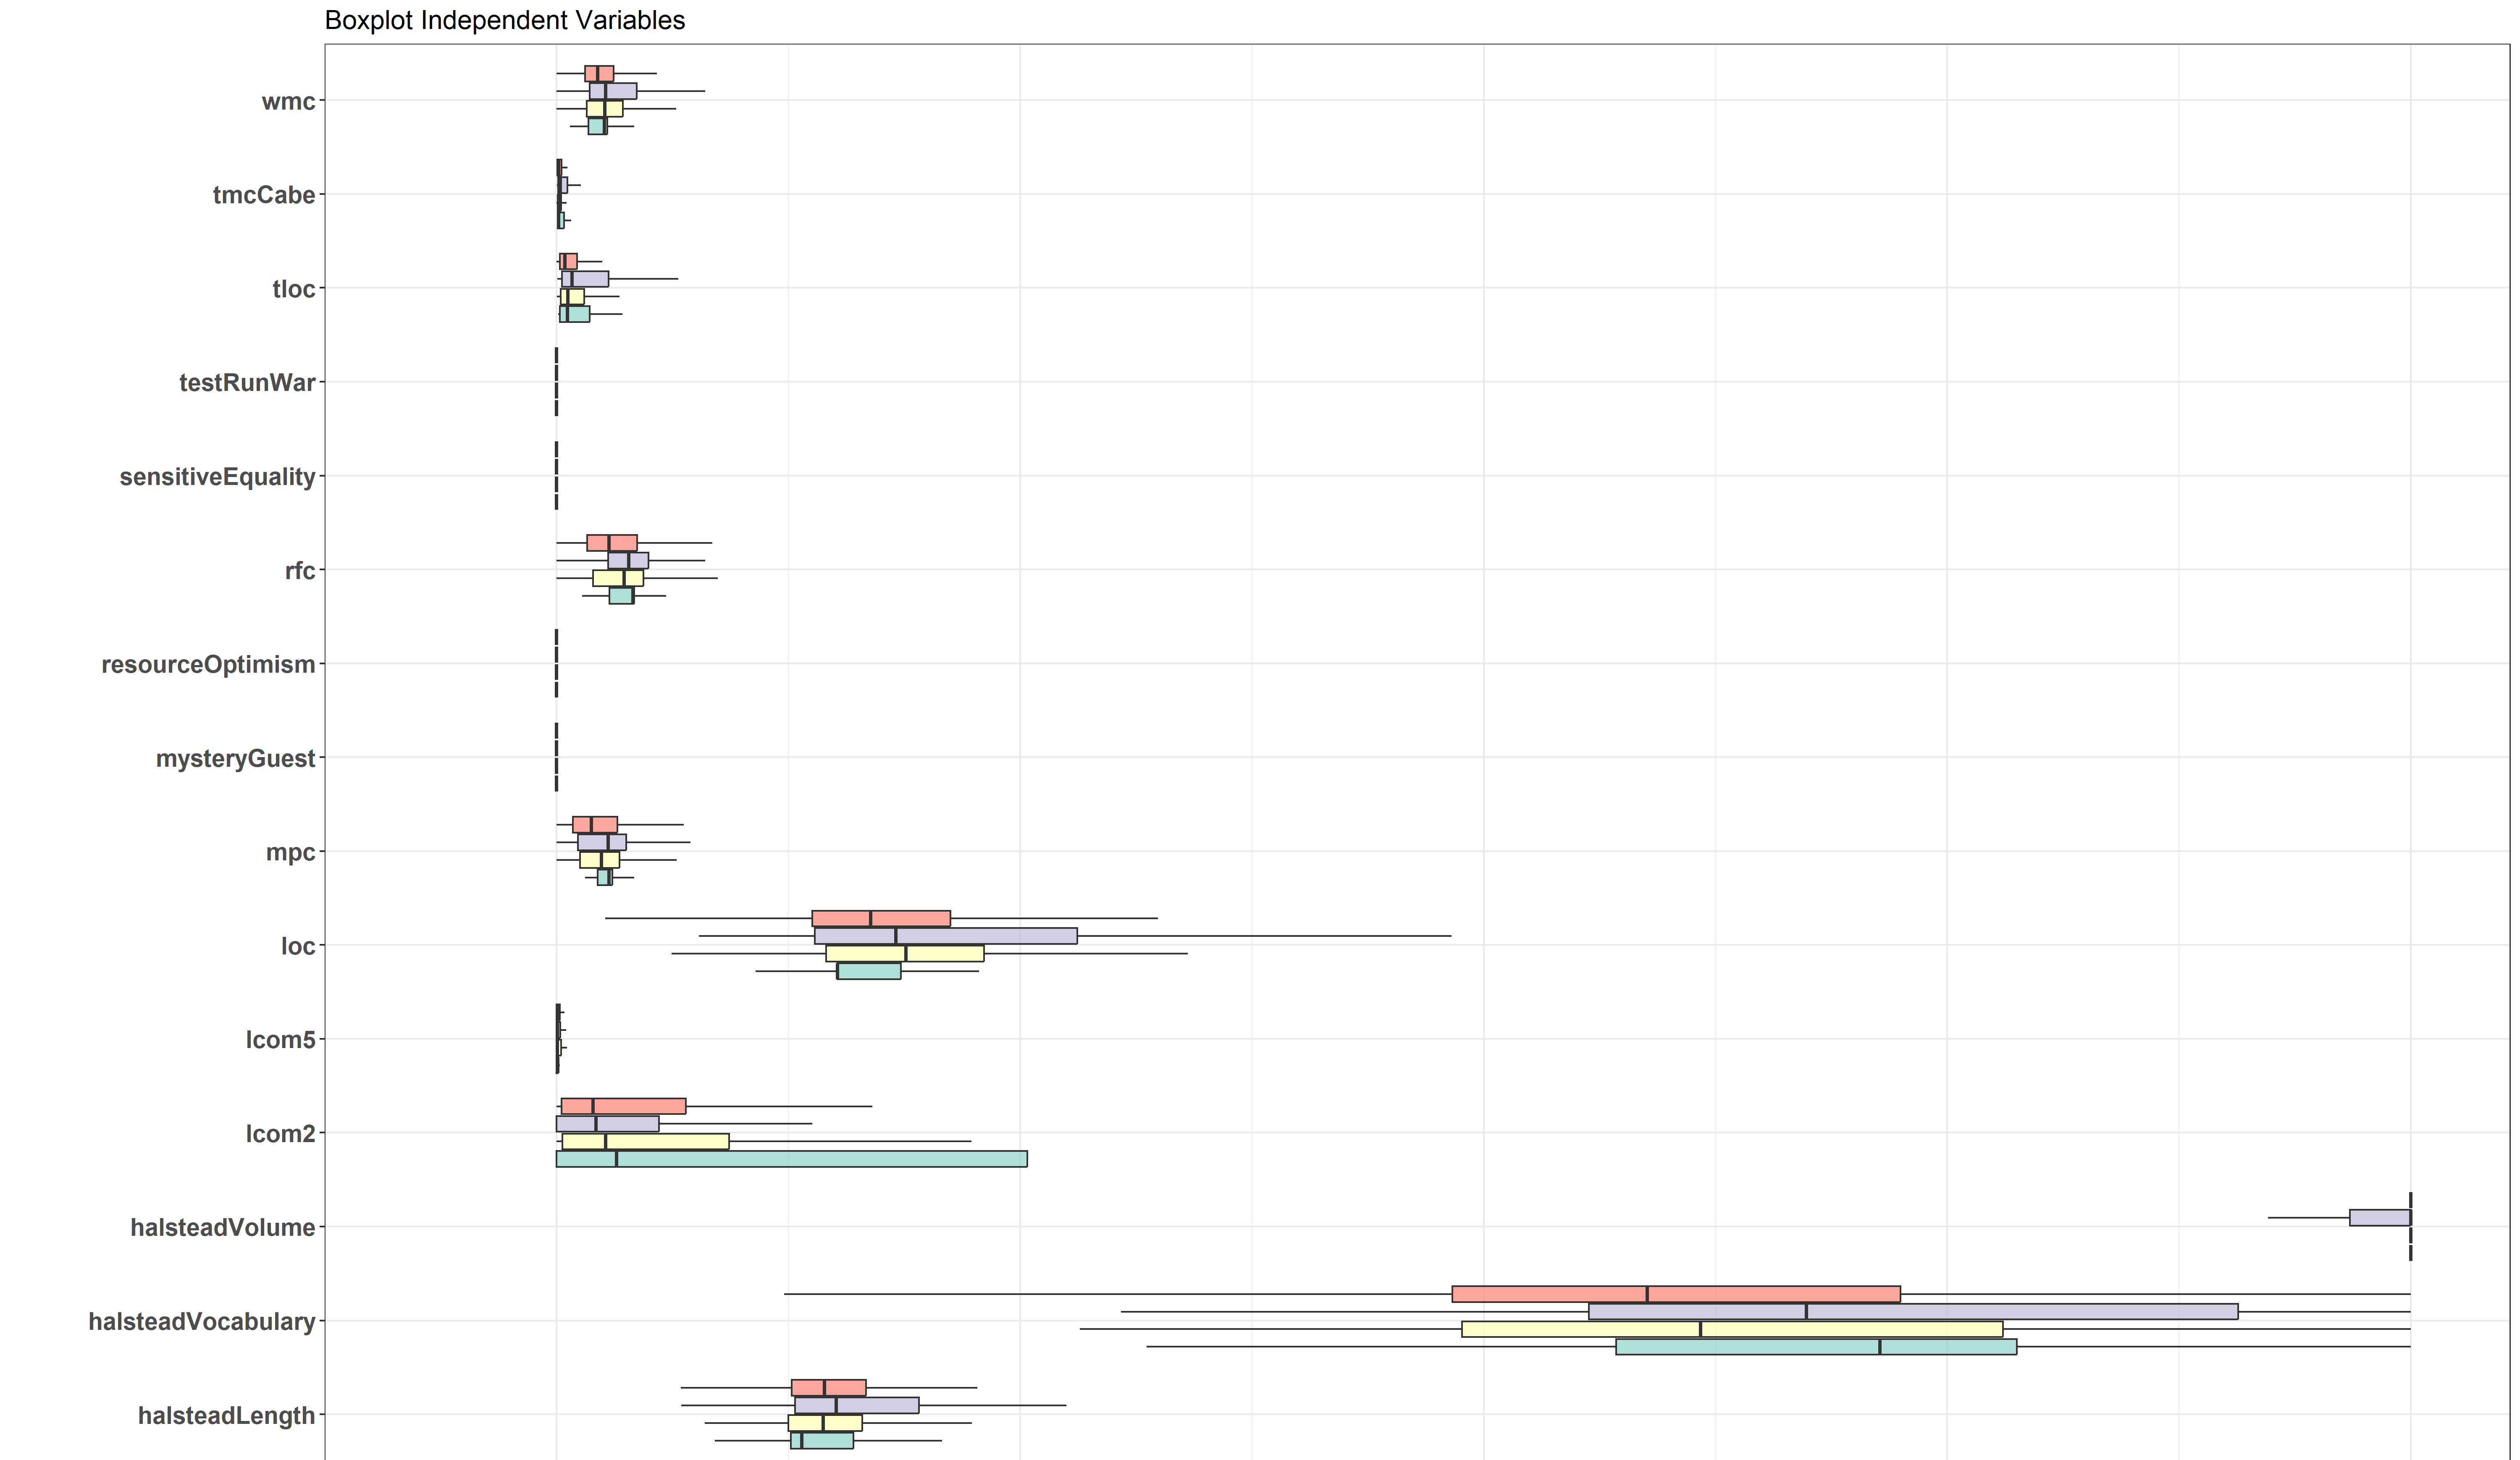 Boxplot Independent Variables
wmc
tmcCabe
tloc
testRunWar
sensitiveEquality
rfc
resourceOptimism
mysteryGuest
mpc
loc
lcom5
lcom2
halsteadVolume
halsteadVocabulary
halsteadLength